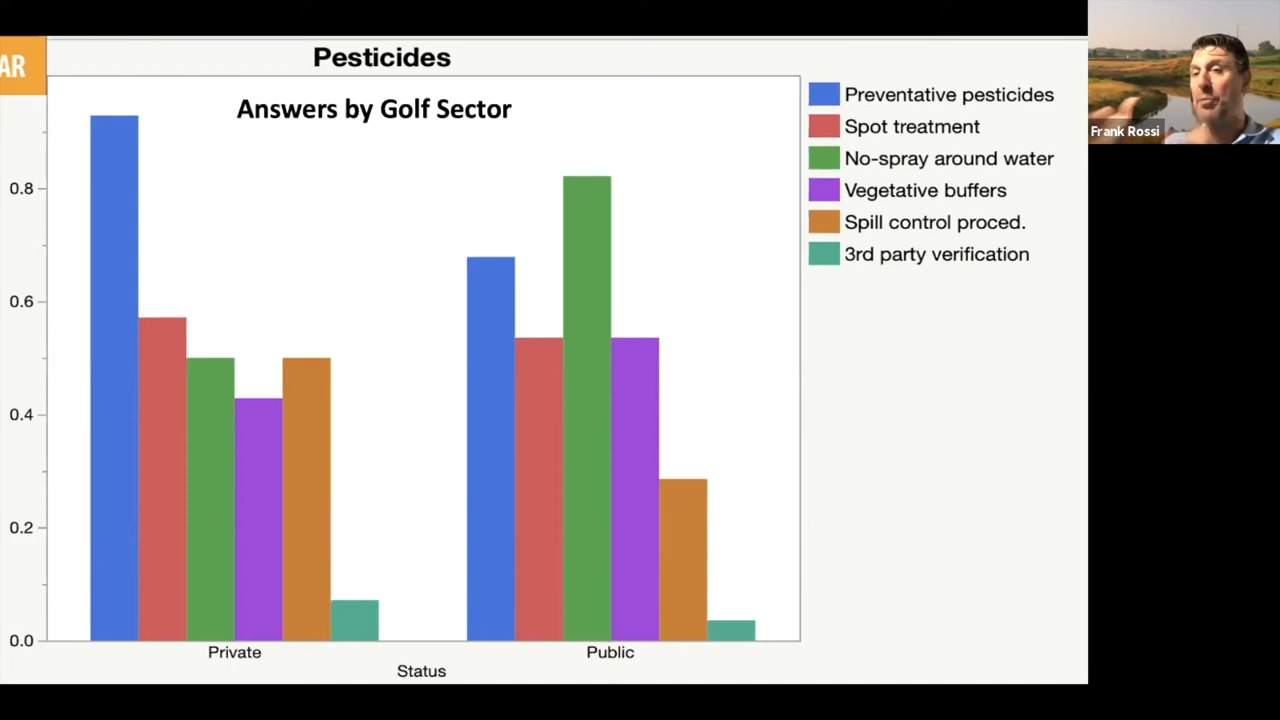 AR
Pesticides
Answers by Golf Sector
Preventative pesticides
Spot treatment
No-spray around water
Vegetative buffers
Spill control proced.
3rd party verification
0.8
0.6
0.4
0.2
0.0
Private
Public
Status
Frank Rossi